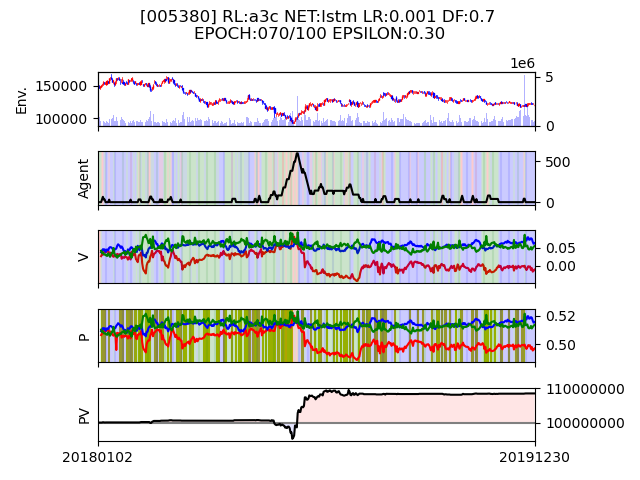 [005380] RL:a3c NET:lstm LR:0.001 DF:0.7
EPOCH:070/100 EPSILON:0.30
1e6
Env.
150000
100000
5
0
Agent
500
0
V
0.05
0.00
P
0.52
0.50
PV
110000000
100000000
20180102
20191230